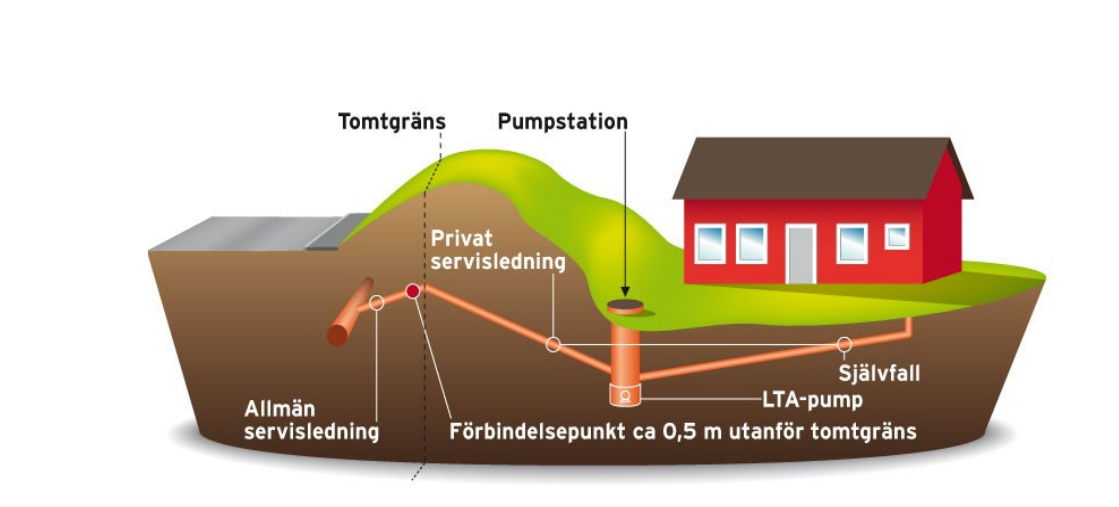 Tomtgräns
Pumpstation
Privat
servisledning
Självfall
LTA-pump
Allmän
servisledning
Förbindelsepunkt ca 0,5 m utanför tomtgräns